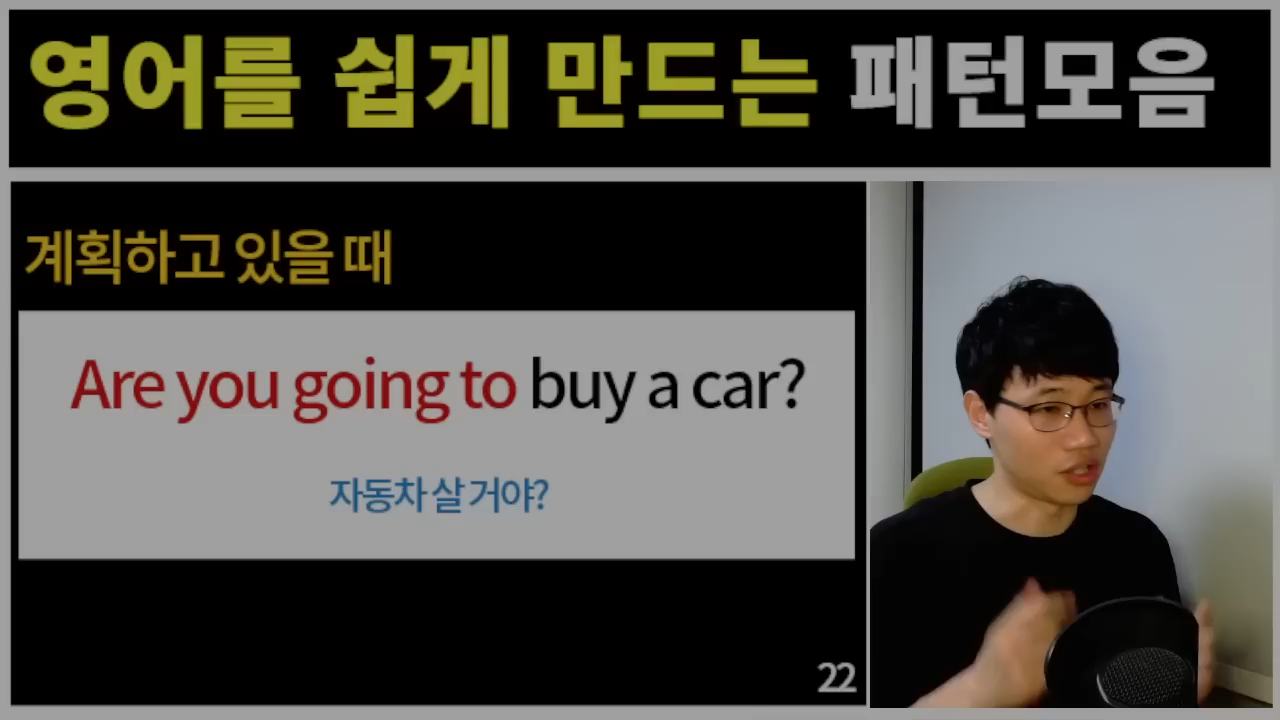 영어를 쉽게 만드는 패턴모음
계획하고 있을 때
Are you going to buy a car?
자동차 살 거야?
22